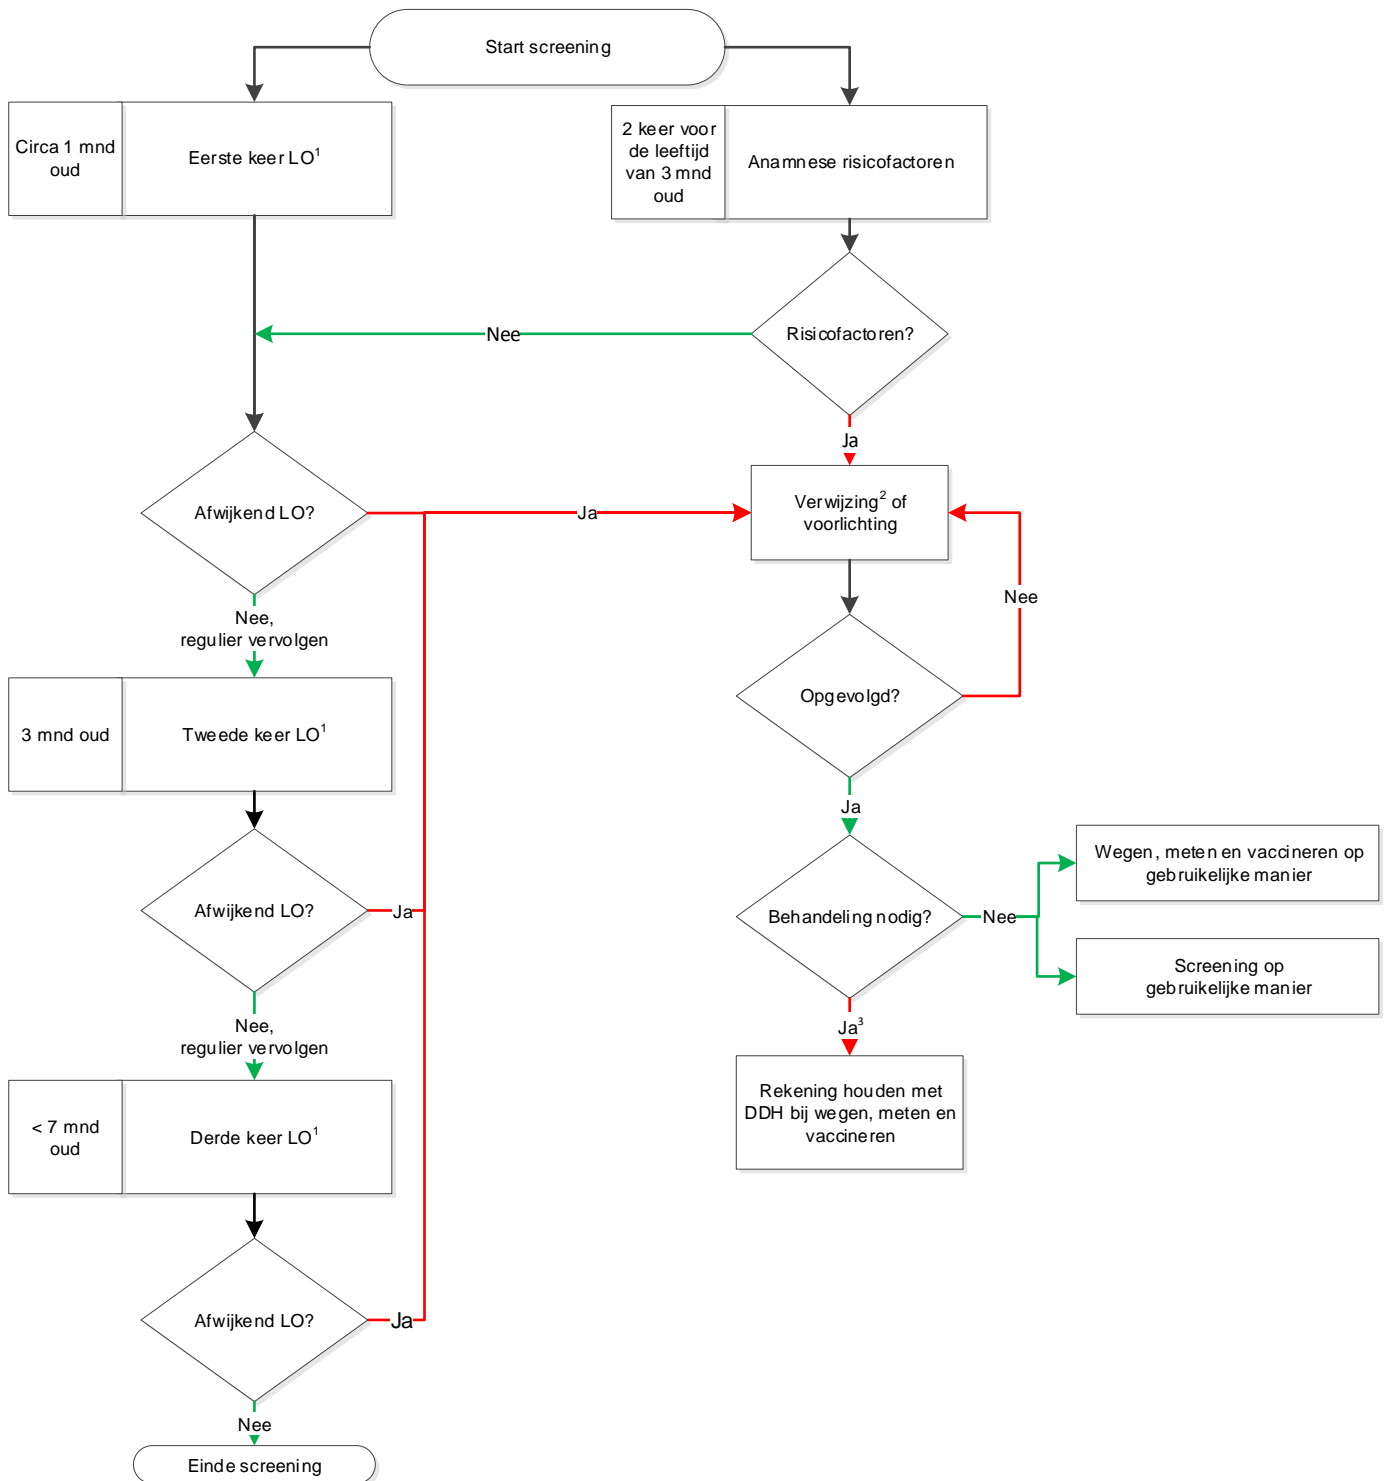 Start screening
Circa 1 mnd
oud
Eerste keer LO¹
2 keer voor
de leeftijd
van 3 mnd
oud
Anamnese risicofactoren
Risicofactoren?
Nee
Ja
Afwijkend LO?
Ja
Verwijzing² of
voorlichting
Nee,
regulier vervolgen
Nee
3 mnd oud
Tweede keer LO¹
Opgevolgd?
Ja
Afwijkend LO?
Ja
Behandeling nodig?
Nee
Wegen, meten en vaccineren op
gebruikelijke manier
Screening op
gebruikelijke manier
Nee,
regulier vervolgen
Ja³
< 7 mnd
oud
Derde keer LO¹
Rekening houden met
DDH bij wegen, meten en
vaccineren
Afwijkend LO?
Ja
Nee
Einde screening